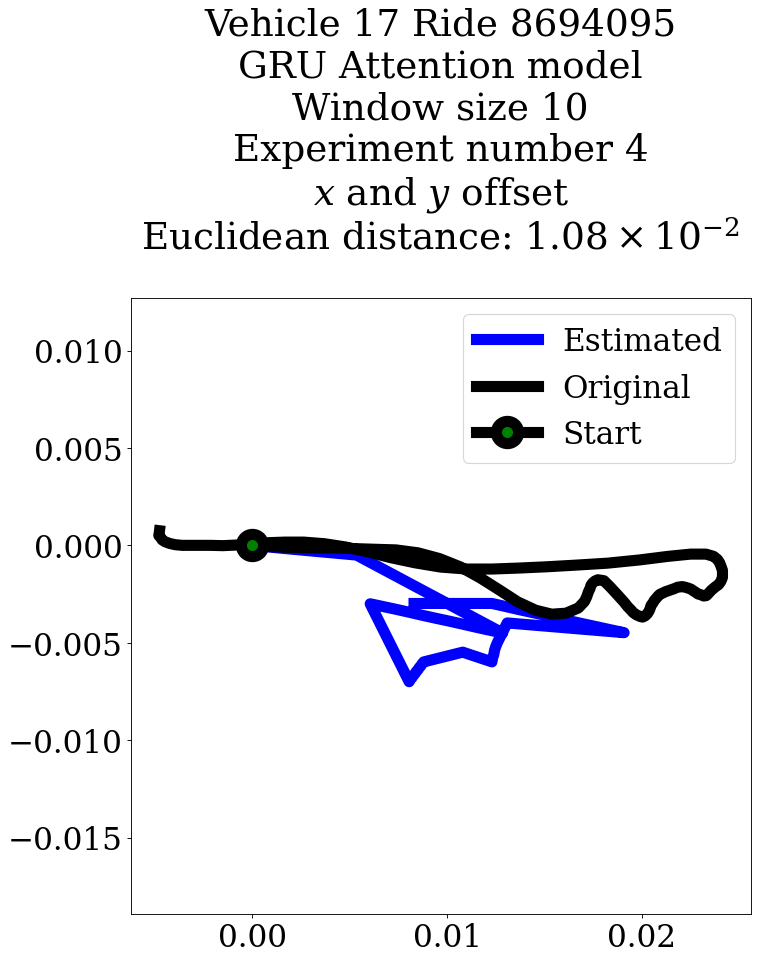 Vehicle 17 Ride 8694095
GRU Attention model
Window size 10
Experiment number 4
x and y offset
Euclidean distance: 1.08 × 10⁻²
Estimated
Original
Start
0.010
0.005
0.000
−0.005
−0.010
−0.015
0.00 0.01 0.02